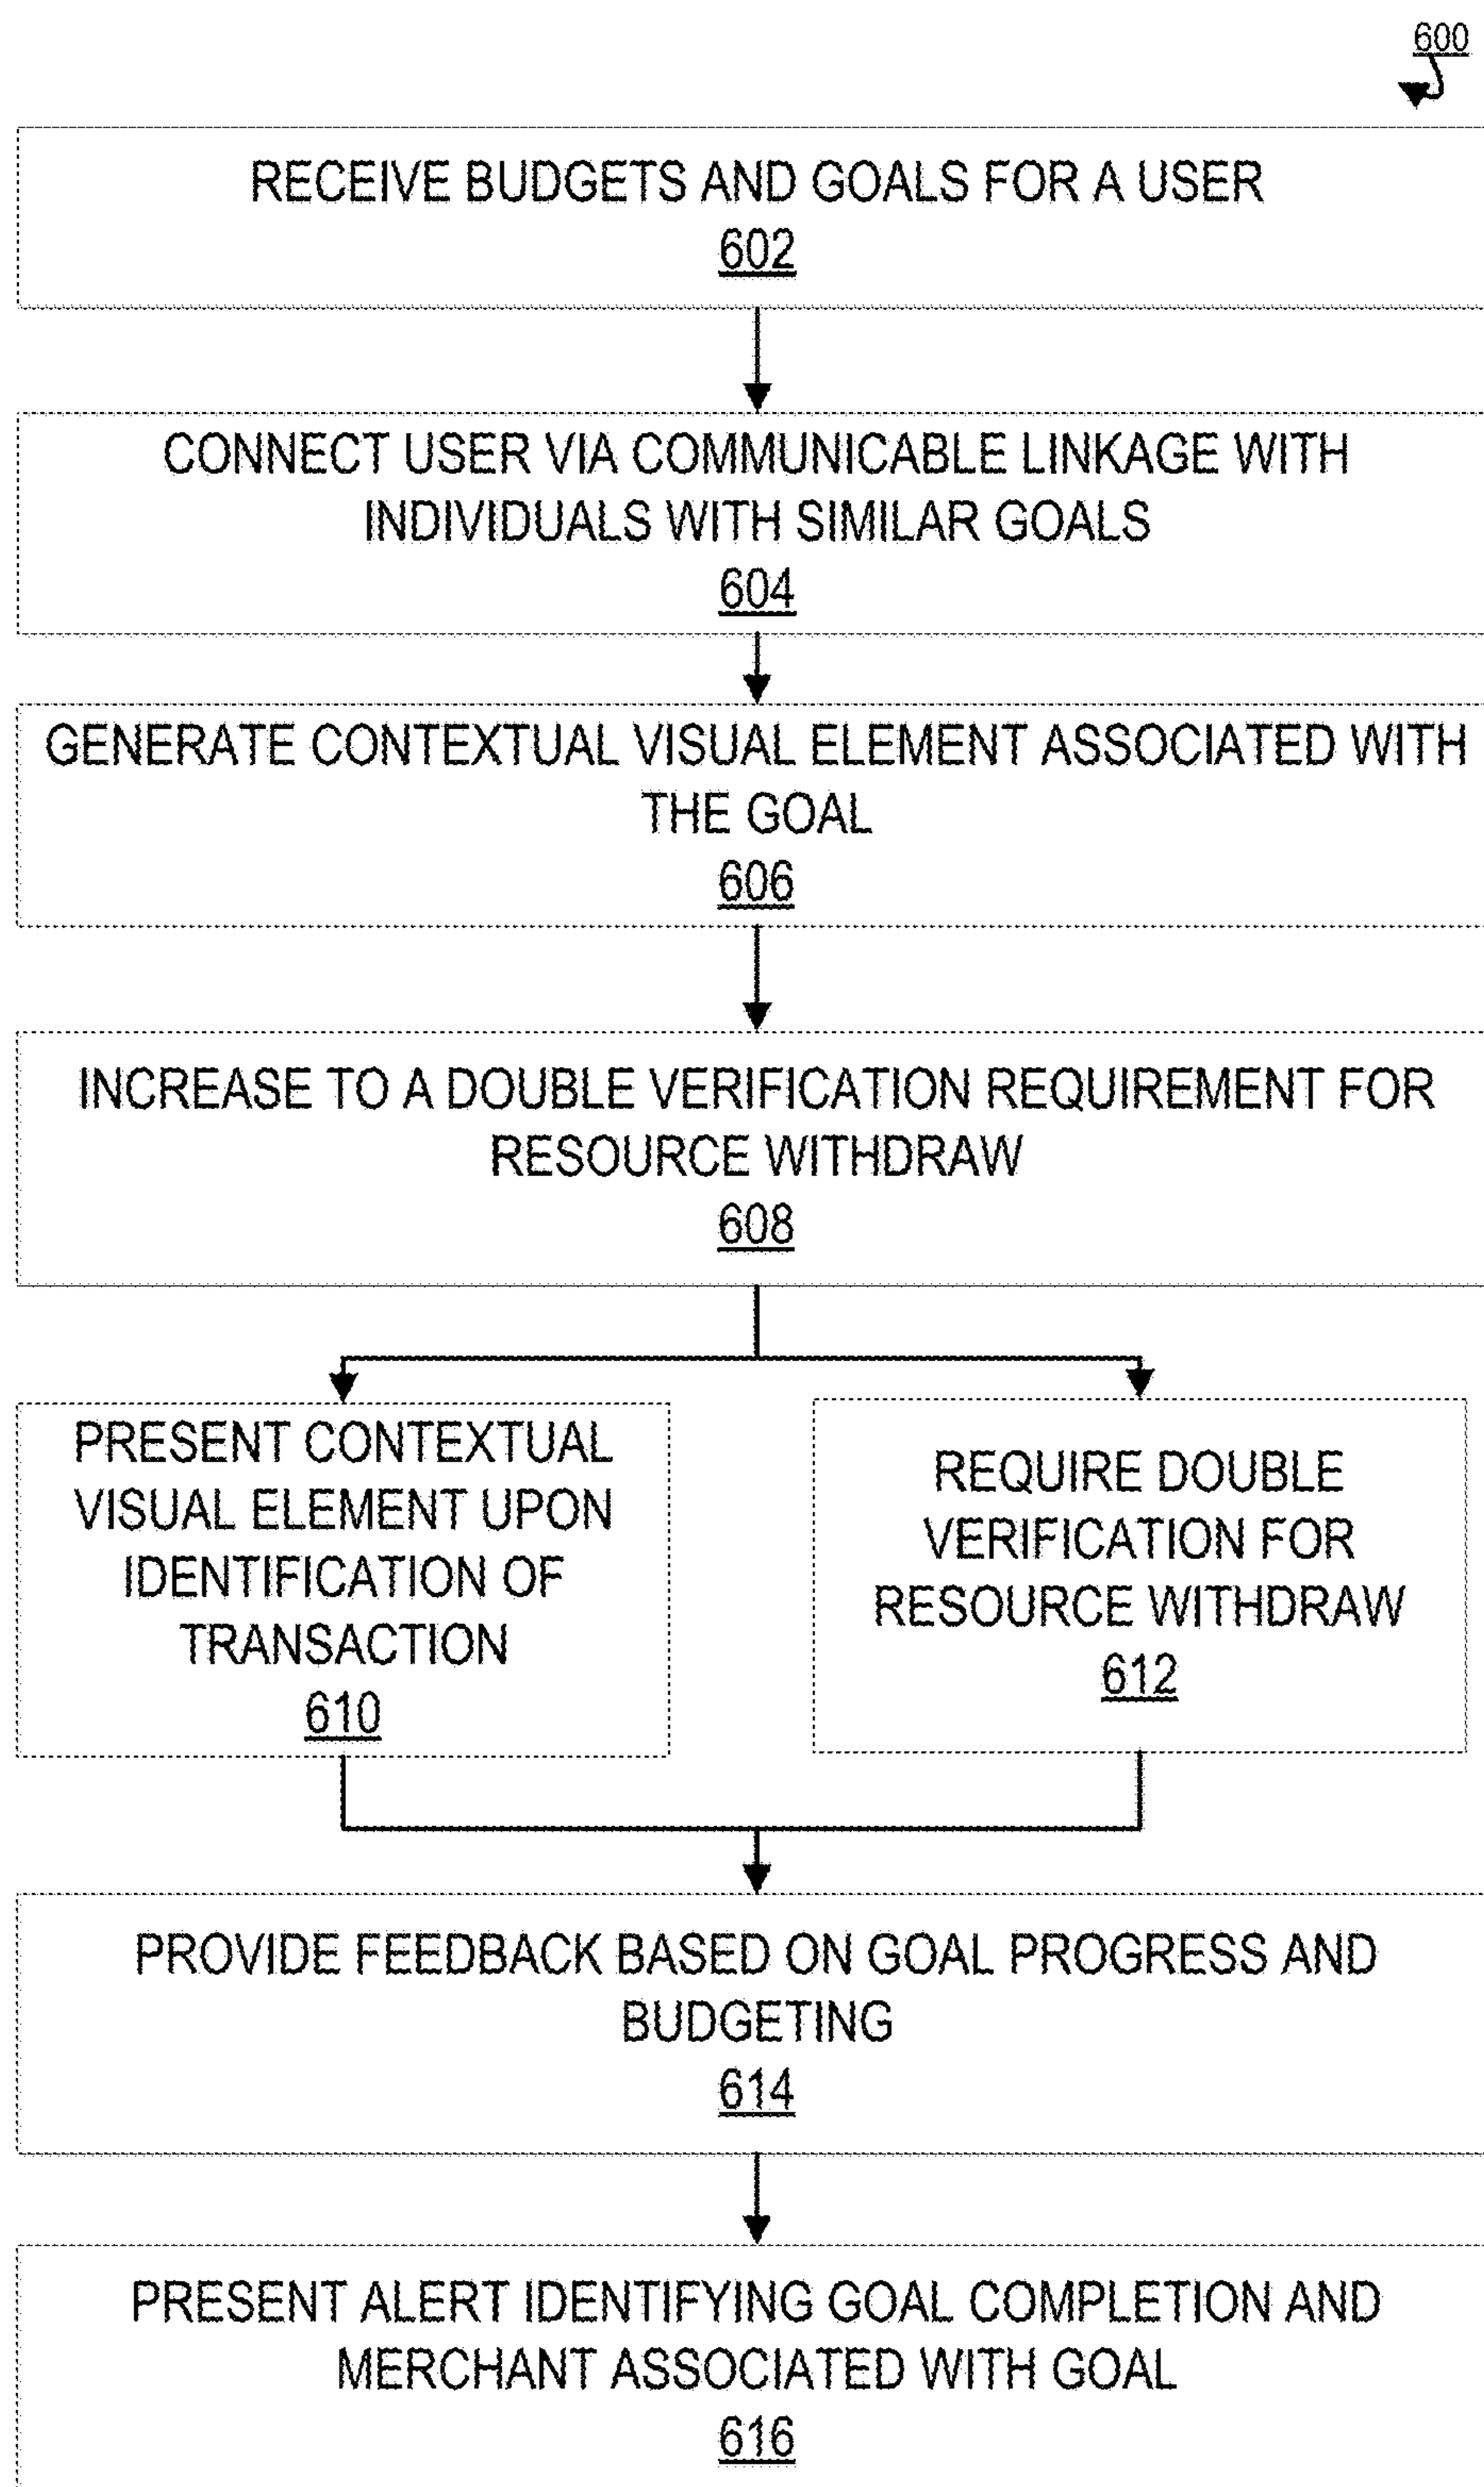 600
RECEIVE BUDGETS AND GOALS FOR A USER
602
CONNECT USER VIA COMMUNICABLE LINKAGE WITH
INDIVIDUALS WITH SIMILAR GOALS
604
GENERATE CONTEXTUAL VISUAL ELEMENT ASSOCIATED WITH
THE GOAL
606
INCREASE TO A DOUBLE VERIFICATION REQUIREMENT FOR
RESOURCE WITHDRAW
608
PRESENT CONTEXTUAL
VISUAL ELEMENT UPON
IDENTIFICATION OF
TRANSACTION
610
REQUIRE DOUBLE
VERIFICATION FOR
RESOURCE WITHDRAW
612
PROVIDE FEEDBACK BASED ON GOAL PROGRESS AND
BUDGETING
614
PRESENT ALERT IDENTIFYING GOAL COMPLETION AND
MERCHANT ASSOCIATED WITH GOAL
616